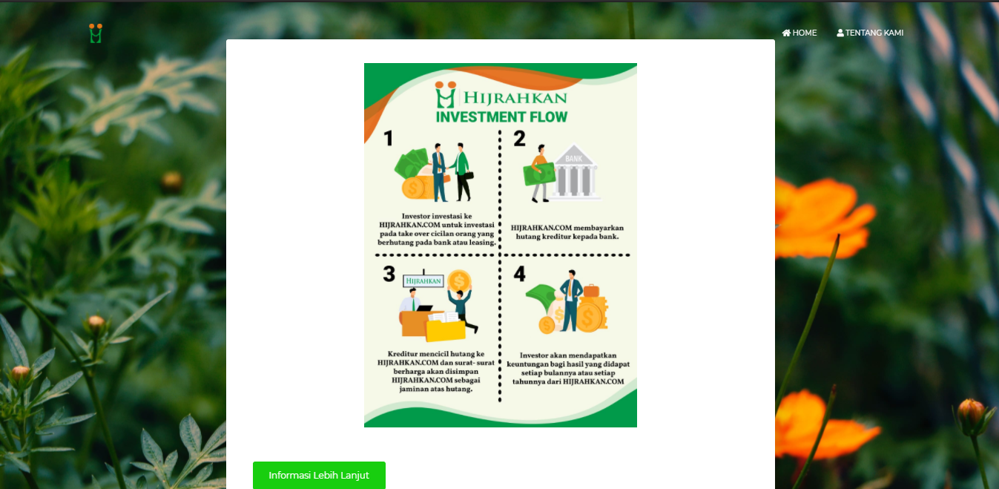 HOME TENTANG KAMI
HIJRAHKAN
INVESTMENT FLOW
1
Investor investasi ke
HIJRAHKAN.COM untuk investasi
pada take over cicilan orang yang
berhutang pada bank atau leasing.
2
BANK
HIJRAHKAN.COM membayarkan
hutang kreditur kepada bank.
3
HIJRAHKAN
Kreditur mencicil hutang ke
HIJRAHKAN.COM dan surat- surat
berharga akan disimpan
HIJRAHKAN.COM sebagai
jaminan atas hutang.
4
Investor akan mendapatkan
keuntungan bagi hasil yang didapat
setiap bulannya atau setiap
tahunnya dari HIJRAHKAN.COM
Informasi Lebih Lanjut